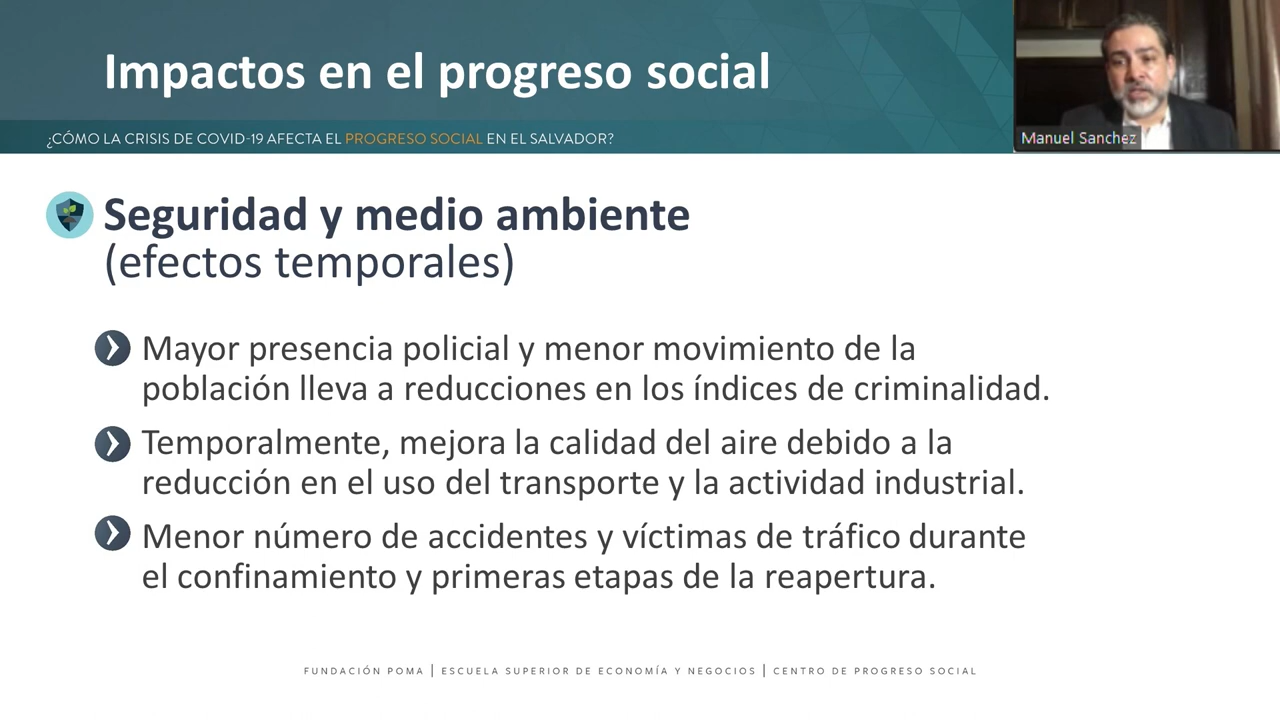 Impactos en el progreso social
¿CÓMO LA CRISIS DE COVID-19 AFECTA EL PROGRESO SOCIAL EN EL SALVADOR?
Manuel Sanchez
Seguridad y medio ambiente
(efectos temporales)
Mayor presencia policial y menor movimiento de la
población lleva a reducciones en los índices de criminalidad.
Temporalmente, mejora la calidad del aire debido a la
reducción en el uso del transporte y la actividad industrial.
Menor número de accidentes y víctimas de tráfico durante
el confinamiento y primeras etapas de la reapertura.
FUNDACIÓN POMA | ESCUELA SUPERIOR DE ECONOMÍA Y NEGOCIOS | CENTRO DE PROGRESO SOCIAL